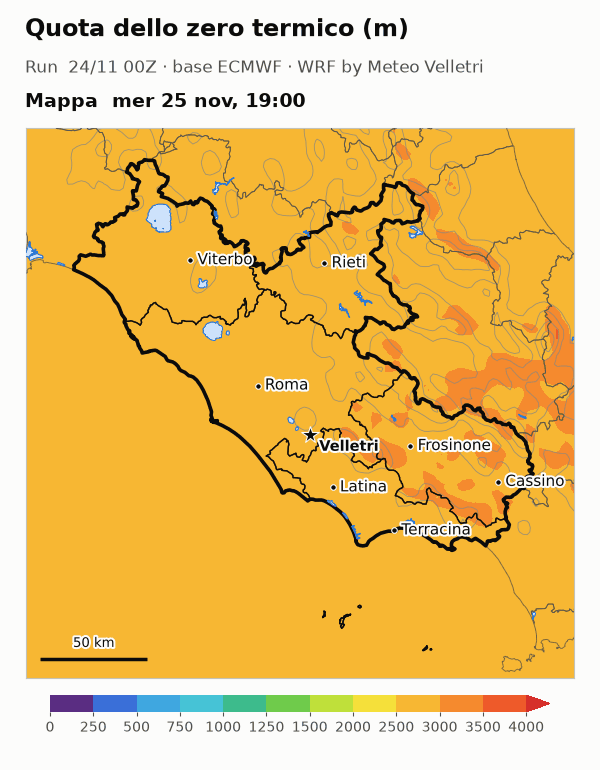 Quota dello zero termico (m)
Run 24/11 00Z · base ECMWF · WRF by Meteo Velletri
Mappa mer 25 nov, 19:00
Viterbo
Rieti
Roma
Velletri
Frosinone
Latina
Cassino
Terracina
50 km
0 250 500 750 1000 1250 1500 2000 2500 3000 3500 4000